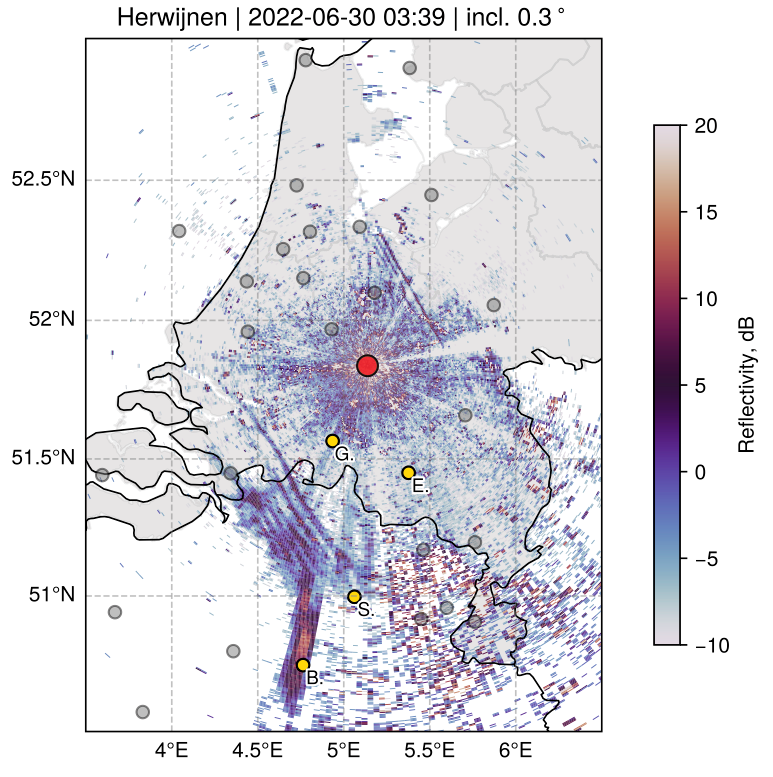 Herwijnen | 2022-06-30 03:39 | incl. 0.3°
52.5°N
52°N
51.5°N
51°N
G.
E.
S.
B.
4°E
4.5°E
5°E
5.5°E
6°E
20
15
10
5
0
−5
−10
Reflectivity, dB